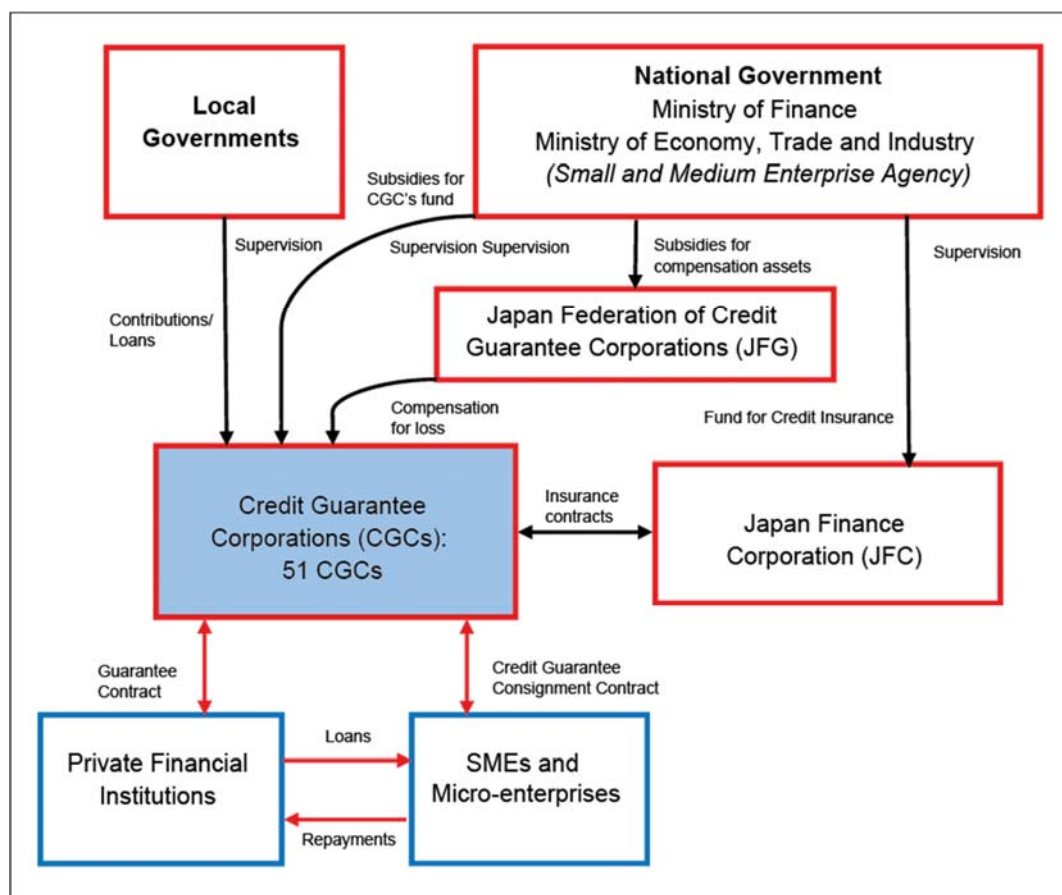 Local
Governments
National Government
Ministry of Finance
Ministry of Economy, Trade and Industry
(Small and Medium Enterprise Agency)
Subsidies for
CGC's fund
Supervision
Supervision Supervision
Subsidies for
compensation assets
Supervision
Contributions/
Loans
Japan Federation of Credit
Guarantee Corporations (JFG)
Compensation
for loss
Fund for Credit Insurance
Credit Guarantee
Corporations (CGCs):
51 CGCs
Insurance
contracts
Japan Finance
Corporation (JFC)
Guarantee
Contract
Credit Guarantee
Consignment Contract
Private Financial
Institutions
Loans
SMEs and
Micro-enterprises
Repayments